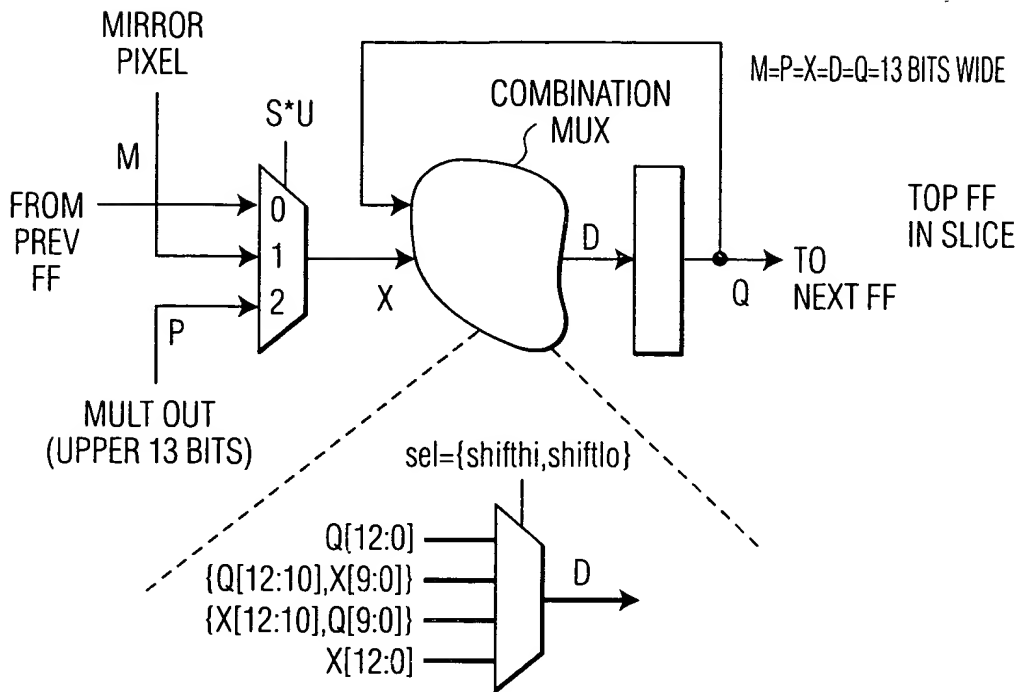 MIRROR
PIXEL
M=P=X=D=Q=13 BITS WIDE
COMBINATION
MUX
S*U
M
FROM
PREV
FF
0
1
2
X
D
Q
TO
NEXT FF
TOP FF
IN SLICE
P
MULT OUT
(UPPER 13 BITS)
sel={shifthi,shiftlo}
Q[12:0]
{Q[12:10],X[9:0]}
{X[12:10],Q[9:0]}
X[12:0]
D